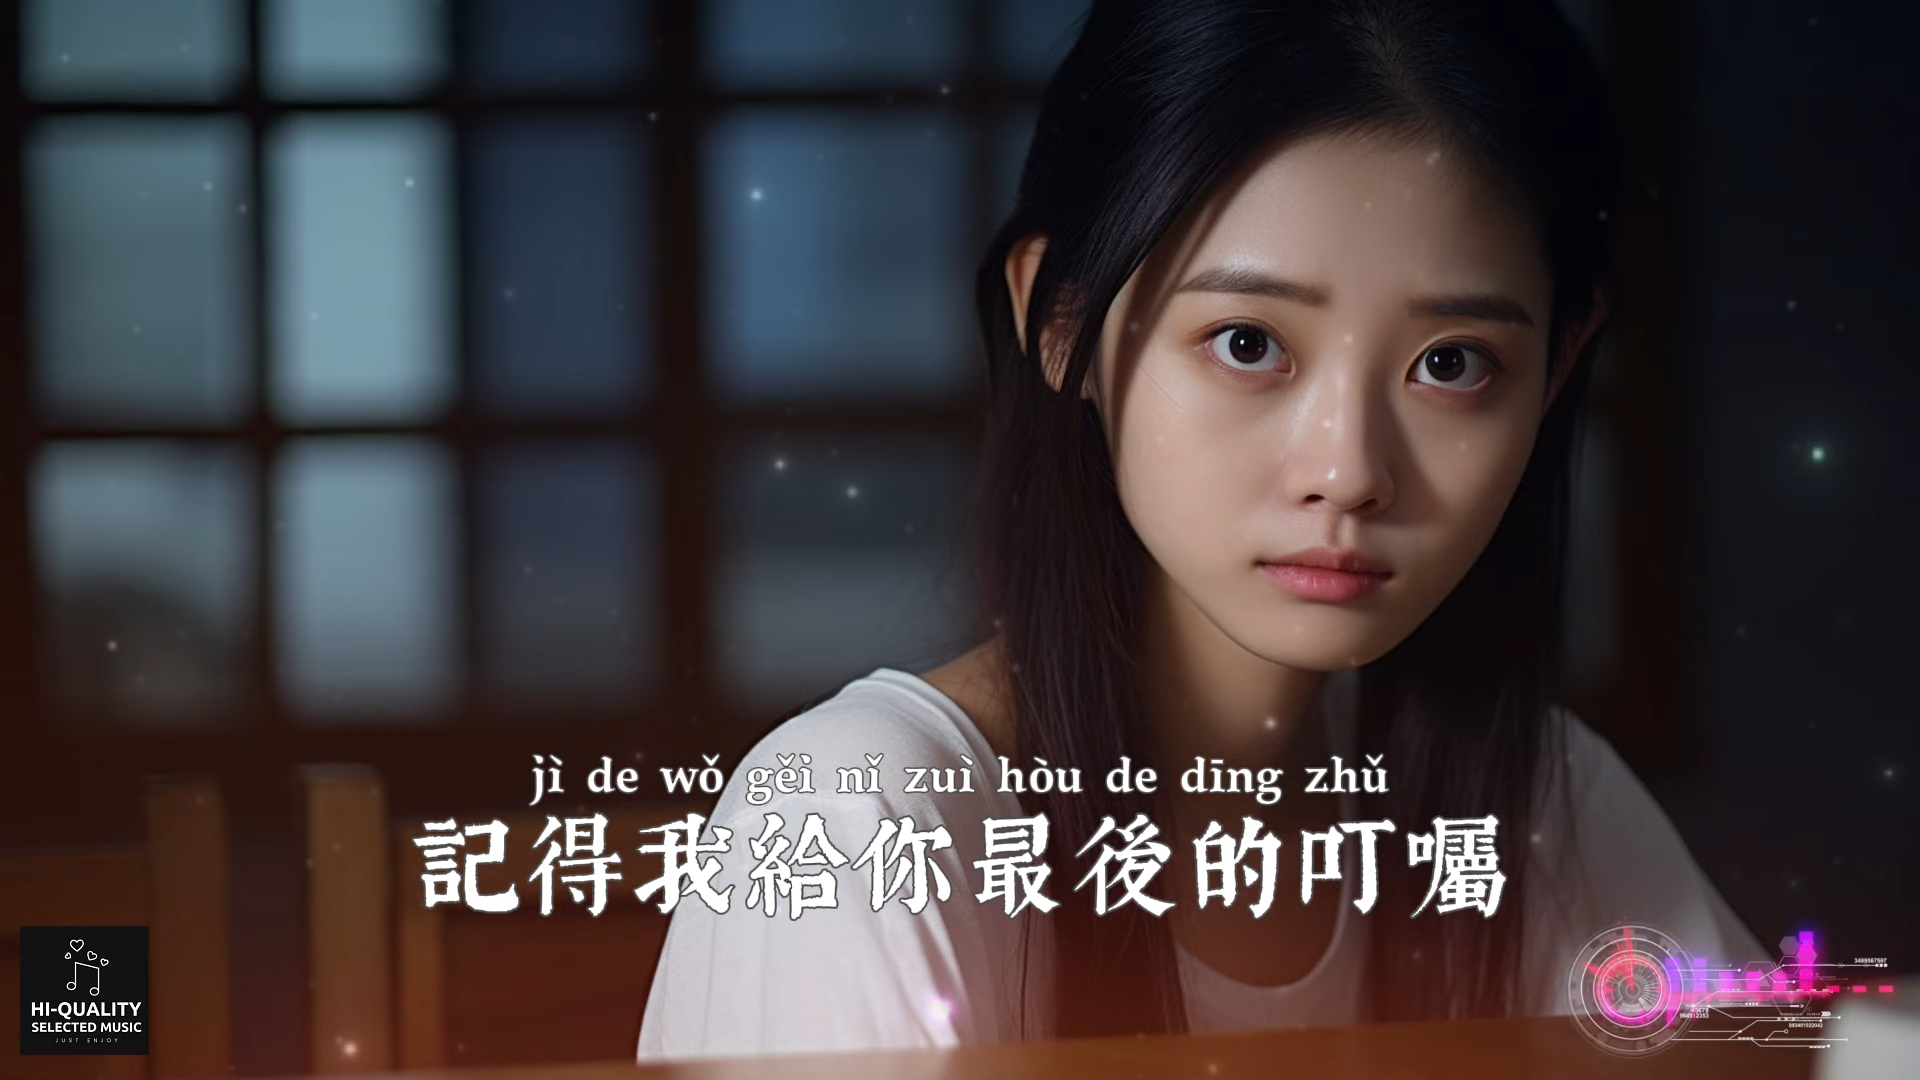 jì de wǒ gěi nǐ zuì hòu de dīng zhǔ
記得我給你最後的叮囑
HI-QUALITY
SELECTED MUSIC
JUST ENJOY